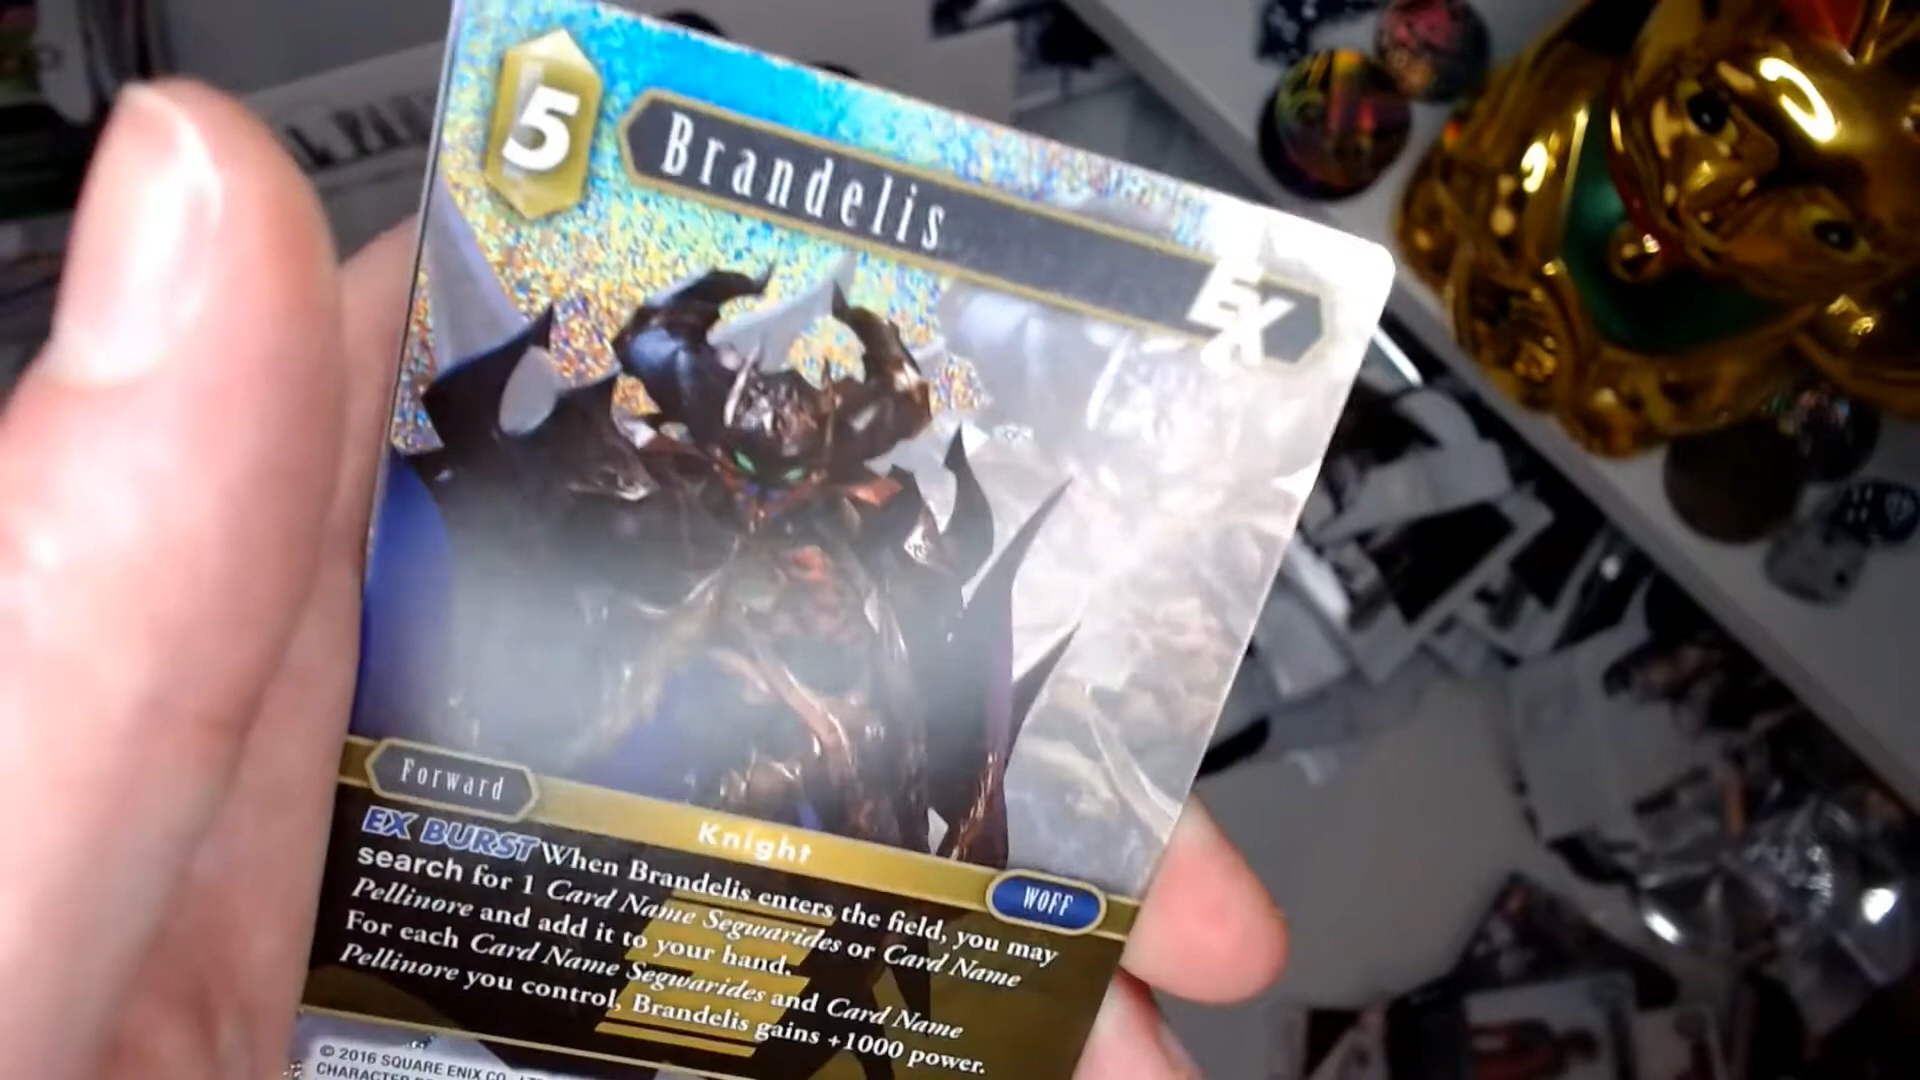 5
Brandelis
EX
Forward
Knight
WOFF
EX BURST When Brandelis enters the field, you may
search for 1 Card Name Segwarides or Card Name
Pellinore and add it to your hand.
For each Card Name Segwarides and Card Name
Pellinore you control, Brandelis gains +1000 power.
© 2016 SQUARE ENIX CO.
CHARACTER